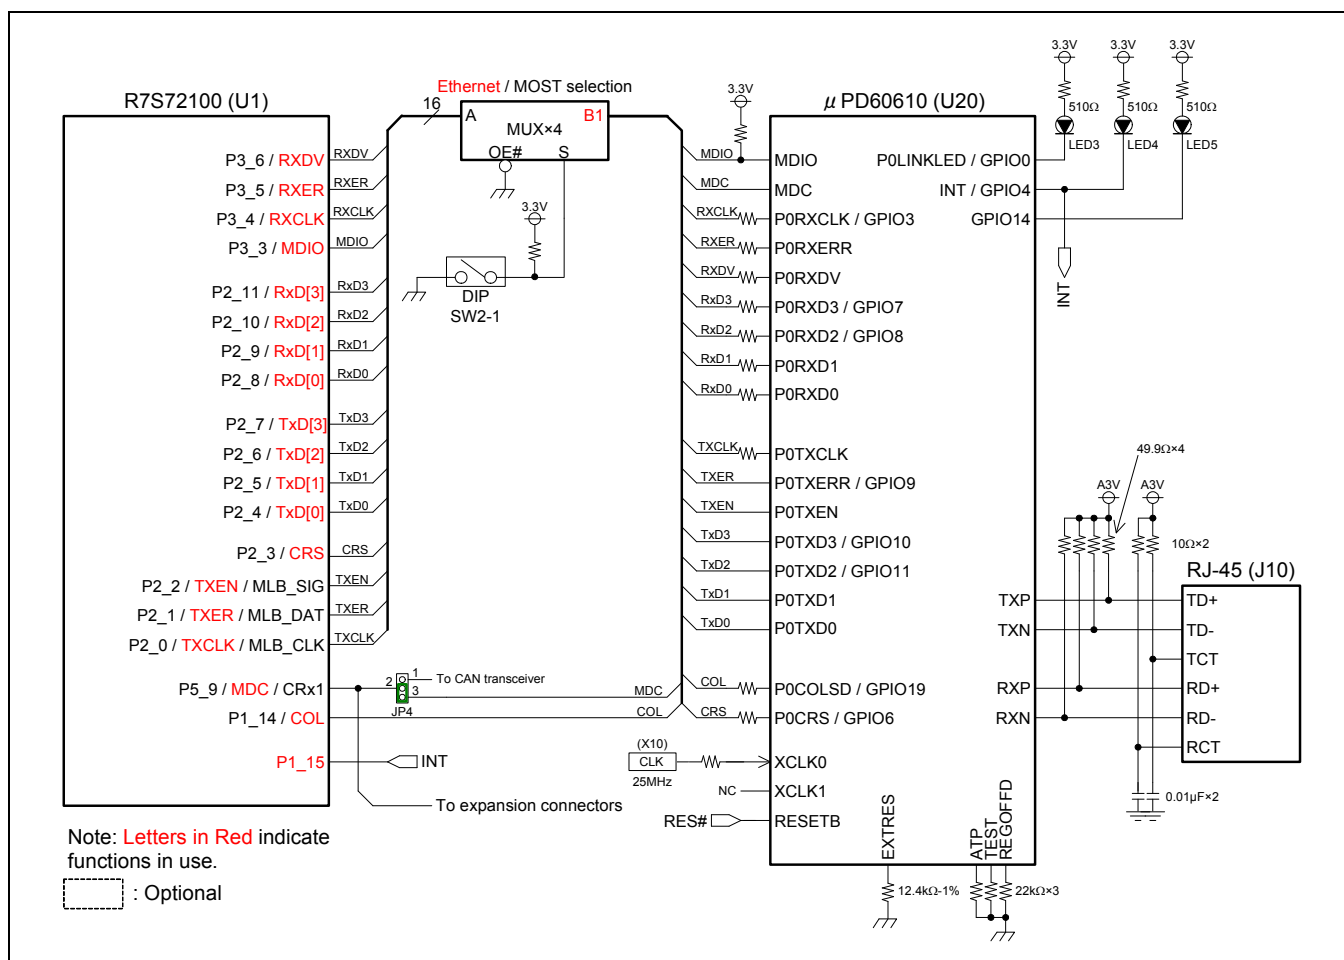 R7S72100 (U1)
P3_6 / RXDV
P3_5 / RXER
P3_4 / RXCLK
P3_3 / MDIO
P2_11 / RxD[3]
P2_10 / RxD[2]
P2_9 / RxD[1]
P2_8 / RxD[0]
P2_7 / TxD[3]
P2_6 / TxD[2]
P2_5 / TxD[1]
P2_4 / TxD[0]
P2_3 / CRS
P2_2 / TXEN / MLB_SIG
P2_1 / TXER / MLB_DAT
P2_0 / TXCLK / MLB_CLK
P5_9 / MDC / CRx1
P1_14 / COL
P1_15
RXDV
RXER
RXCLK
MDIO
RxD3
RxD2
RxD1
RxD0
TxD3
TxD2
TxD1
TxD0
CRS
TXEN
TXER
TXCLK
Ethernet / MOST selection
16
A
B1
MUX×4
OE#
S
3.3V
DIP
SW2-1
2
1
3
JP4
To CAN transceiver
MDC
COL
INT
To expansion connectors
3.3V
μPD60610 (U20)
MDIO
MDC
RXCLK
RXER
RXDV
RxD3
RxD2
RxD1
RxD0
TXCLK
TXER
TXEN
TxD3
TxD2
TxD1
TxD0
COL
CRS
(X10)
CLK
25MHz
NC
RES#
MDIO
MDC
P0RXCLK / GPIO3
P0RXERR
P0RXDV
P0RXD3 / GPIO7
P0RXD2 / GPIO8
P0RXD1
P0RXD0
P0TXCLK
P0TXERR / GPIO9
P0TXEN
P0TXD3 / GPIO10
P0TXD2 / GPIO11
P0TXD1
P0TXD0
P0COLSD / GPIO19
P0CRS / GPIO6
XCLK0
XCLK1
RESETB
EXTRES
ATP
TEST
REGOFFD
12.4kΩ-1%
22kΩ×3
P0LINKLED / GPIO0
INT / GPIO4
GPIO14
TXP
TXN
RXP
RXN
3.3V
3.3V
3.3V
510Ω
510Ω
510Ω
LED3
LED4
LED5
INT
49.9Ω×4
A3V
A3V
10Ω×2
RJ-45 (J10)
TD+
TD-
TCT
RD+
RD-
RCT
0.01μF×2
Note: Letters in Red indicate
functions in use.
: Optional